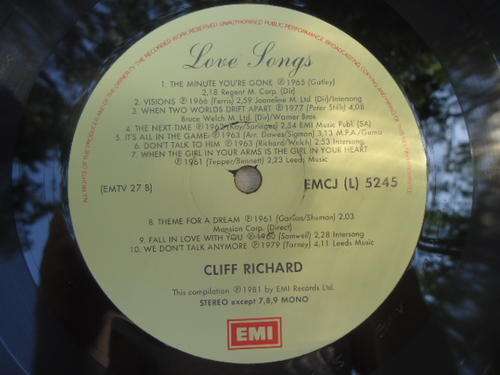 Love Songs
1. THE MINUTE YOU'RE GONE ℗1965 (Gatley)
2,18 Regent M. Corp. (Dir)
2. VISIONS ℗1966 (Ferris) 2,59 Joaneline M. Ltd. (Dir)/Intersong
3. WHEN TWO WORLDS DRIFT APART ℗1977 (Peter Sills) 4,08
Bruce Welch M. Ltd. (Dir)/Warner Bros.
4. THE NEXT TIME ℗1962 (Kay/Springer) 2,54 EMI Music Publ. (SA)
5. IT'S ALL IN THE GAME ℗1963 (Arr. Dawes/Sigman) 3,13 M.P.A./Gama
6. DON'T TALK TO HIM ℗1963 (Richard/Welch) 2,53 Intersong
7. WHEN THE GIRL IN YOUR ARMS IS THE GIRL IN YOUR HEART
℗1961 (Tepper/Bennett) 2,23 Leeds Music
(EMTV 27 B)
EMCJ (L) 5245
8. THEME FOR A DREAM ℗1961 (Garson/Shuman) 2,03
Mansion Corp. (Direct)
9. FALL IN LOVE WITH YOU ℗1960 (Samwell) 2,28 Intersong
10. WE DON'T TALK ANYMORE ℗1979 (Tarney) 4,11 Leeds Music
CLIFF RICHARD
This compilation ℗1981 by EMI Records Ltd.
STEREO except 7,8,9 MONO
EMI